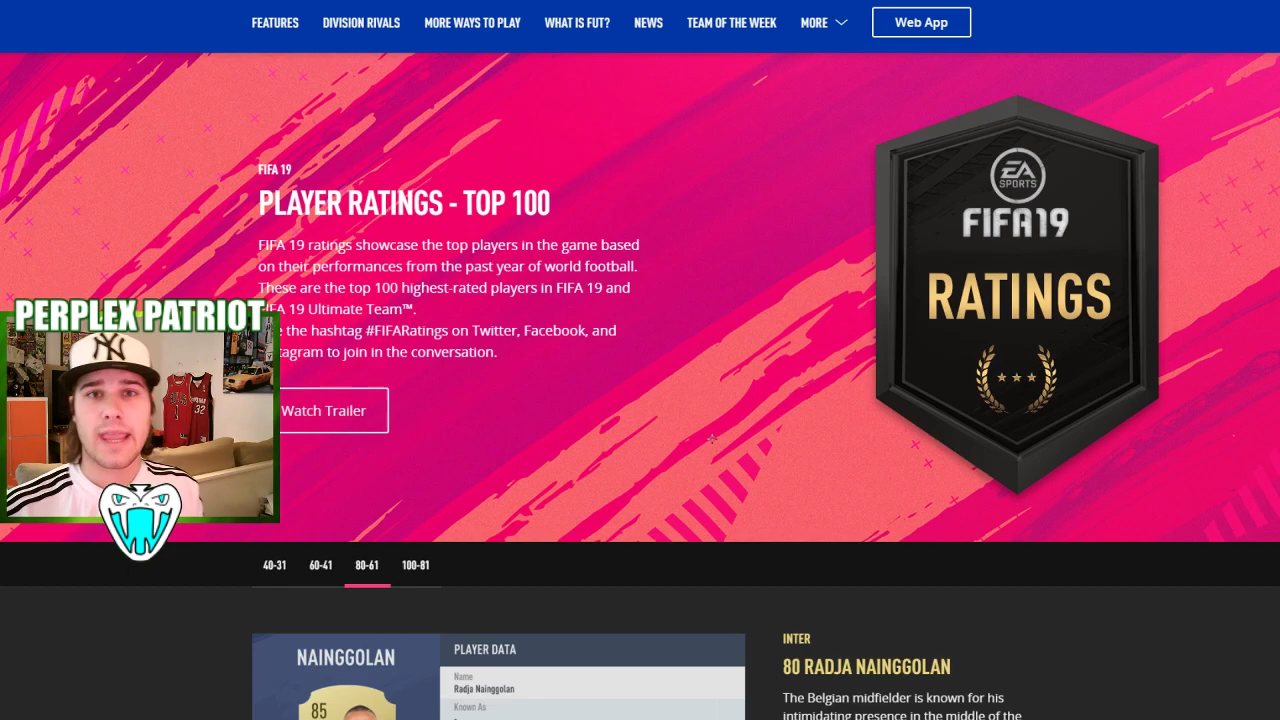 FEATURES DIVISION RIVALS MORE WAYS TO PLAY WHAT IS FUT? NEWS TEAM OF THE WEEK MORE Web App
FIFA 19
PLAYER RATINGS - TOP 100
FIFA 19 ratings showcase the top players in the game based
on their performances from the past year of world football.
These are the top 100 highest-rated players in FIFA 19 and
FA 19 Ultimate Team™.
the hashtag #FIFARatings on Twitter, Facebook, and
tagram to join in the conversation.
Watch Trailer
EA
SPORTS
FIFA19
RATINGS
PERPLEX PATRIOT
NY
32
40-31 60-41 80-61 100-81
NAINGGOLAN
85
PLAYER DATA
Name
Radja Nainggolan
Known As
INTER
80 RADJA NAINGGOLAN
The Belgian midfielder is known for his
intimidating presence in the middle of the